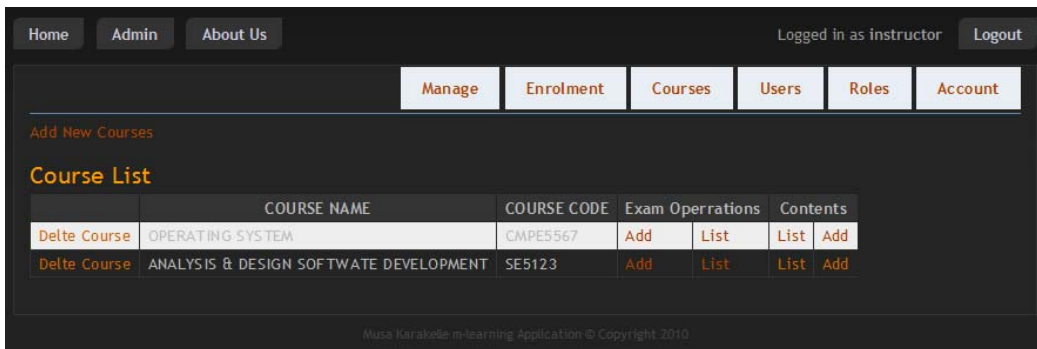 Home Admin About Us Logged in as instructor Logout
Manage Enrolment Courses Users Roles Account
Add New Courses
Course List
COURSE NAME COURSE CODE Exam Operrations Contents
Delte Course OPERATING SYSTEM CMPE5567 Add List List Add
Delte Course ANALYSIS & DESIGN SOFTWATE DEVELOPMENT SE5123 Add List List Add
Musa Karakelle m-learning Application © Copyright 2010